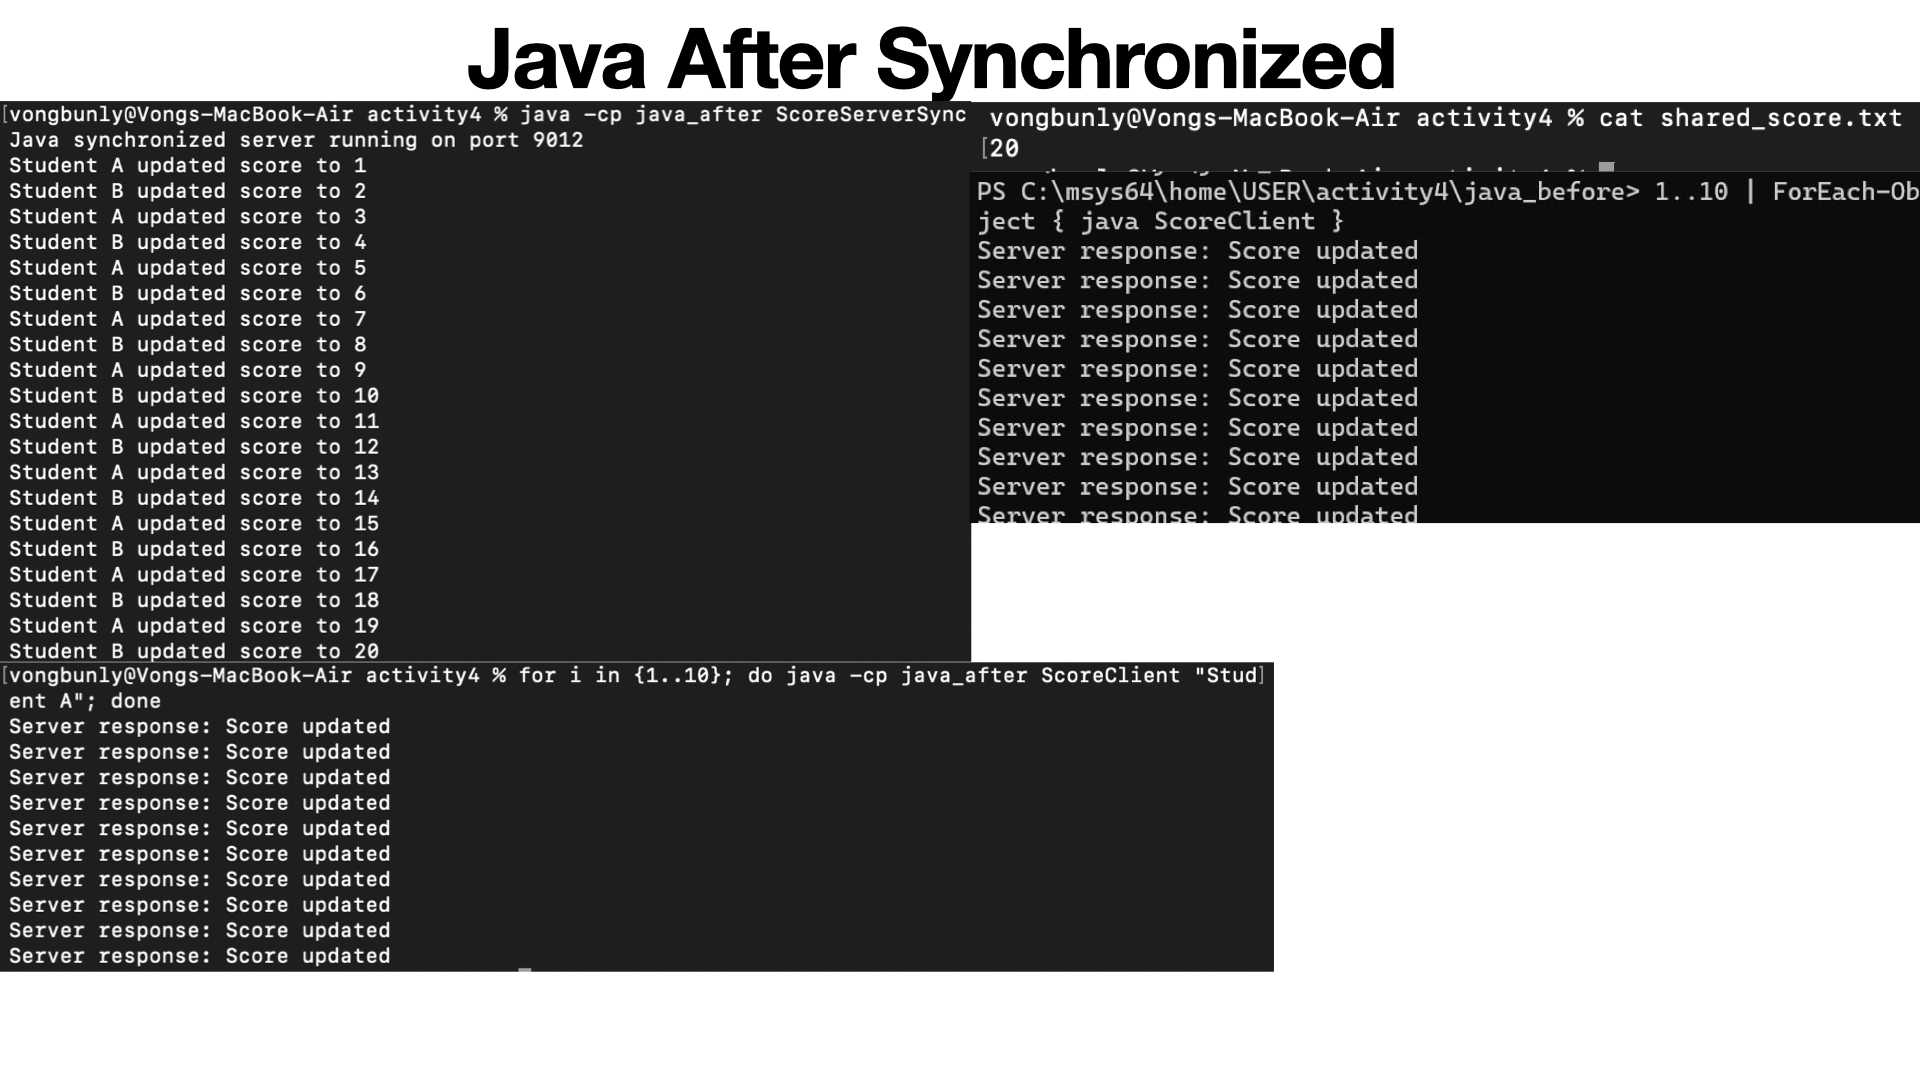 Java After Synchronized
[vongbunly@Vongs-MacBook-Air activity4 % java -cp java_after ScoreServerSync
Java synchronized server running on port 9012
Student A updated score to 1
Student B updated score to 2
Student A updated score to 3
Student B updated score to 4
Student A updated score to 5
Student B updated score to 6
Student A updated score to 7
Student B updated score to 8
Student A updated score to 9
Student B updated score to 10
Student A updated score to 11
Student B updated score to 12
Student A updated score to 13
Student B updated score to 14
Student A updated score to 15
Student B updated score to 16
Student A updated score to 17
Student B updated score to 18
Student A updated score to 19
Student B updated score to 20
vongbunly@Vongs-MacBook-Air activity4 % cat shared_score.txt
[20
PS C:\msys64\home\USER\activity4\java_before> 1..10 | ForEach-Ob
ject { java ScoreClient }
Server response: Score updated
Server response: Score updated
Server response: Score updated
Server response: Score updated
Server response: Score updated
Server response: Score updated
Server response: Score updated
Server response: Score updated
Server response: Score updated
Server response: Score updated
[vongbunly@Vongs-MacBook-Air activity4 % for i in {1..10}; do java -cp java_after ScoreClient "Stud]
ent A"; done
Server response: Score updated
Server response: Score updated
Server response: Score updated
Server response: Score updated
Server response: Score updated
Server response: Score updated
Server response: Score updated
Server response: Score updated
Server response: Score updated
Server response: Score updated